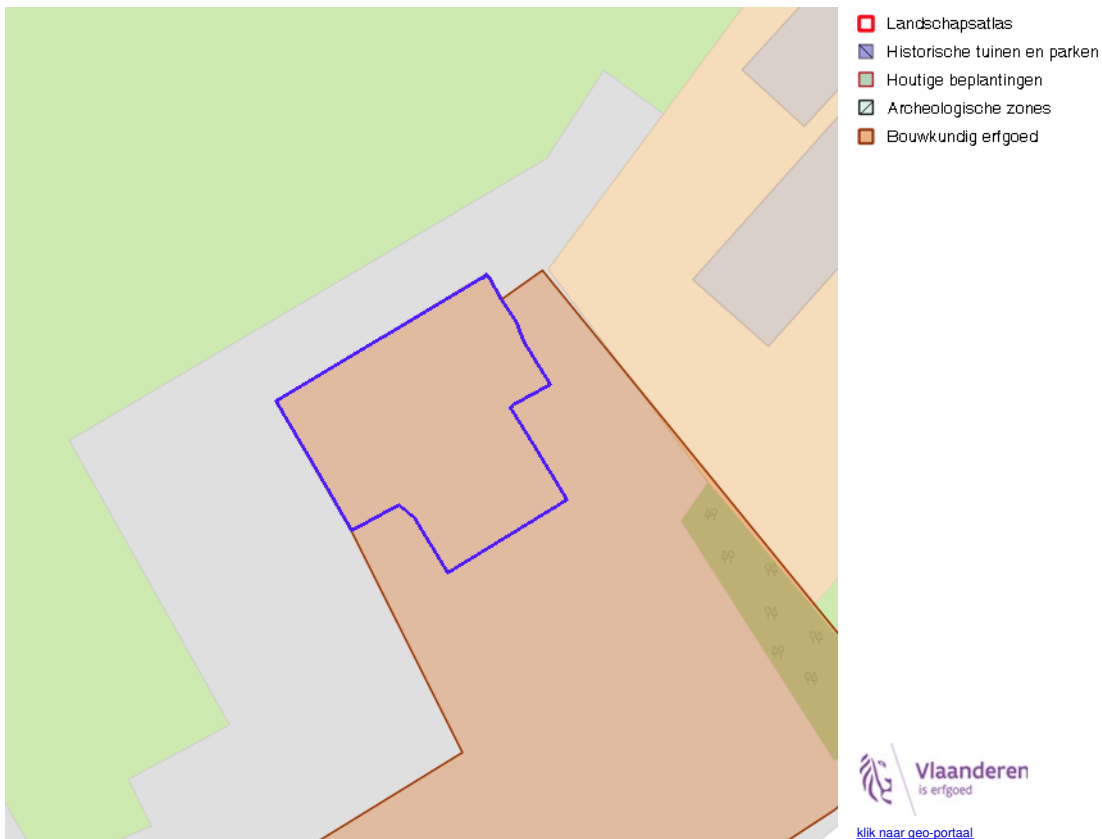 Landschapsatlas
Historische tuinen en parken
Houtige beplantingen
Archeologische zones
Bouwkundig erfgoed
Vlaanderen
is erfgoed
klik naar geo-portaal